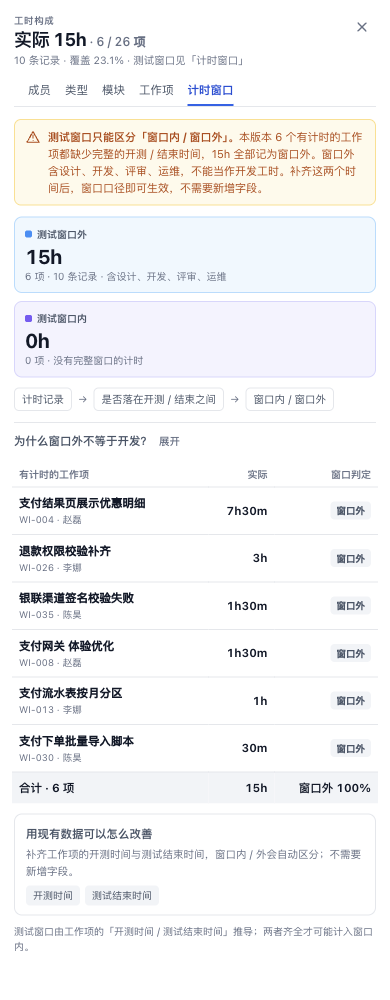 工时构成
实际 15h · 6 / 26 项
10 条记录 · 覆盖 23.1% · 测试窗口见「计时窗口」
成员 类型 模块 工作项 计时窗口
测试窗口只能区分「窗口内 / 窗口外」。本版本 6 个有计时的工作
项都缺少完整的开测 / 结束时间，15h 全部记为窗口外。窗口外
含设计、开发、评审、运维，不能当作开发工时。补齐这两个时
间后，窗口口径即可生效，不需要新增字段。
测试窗口外
15h
6 项 · 10 条记录 · 含设计、开发、评审、运维
测试窗口内
0h
0 项 · 没有完整窗口的计时
计时记录 → 是否落在开测 / 结束之间 → 窗口内 / 窗口外
为什么窗口外不等于开发? 展开
有计时的工作项 实际 窗口判定
支付结果页展示优惠明细
WI-004 · 赵磊
7h30m 窗口外
退款权限校验补齐
WI-026 · 李娜
3h 窗口外
银联渠道签名校验失败
WI-035 · 陈昊
1h30m 窗口外
支付网关 体验优化
WI-008 · 赵磊
1h30m 窗口外
支付流水表按月分区
WI-013 · 李娜
1h 窗口外
支付下单批量导入脚本
WI-030 · 陈昊
30m 窗口外
合计 · 6 项 15h 窗口外 100%
用现有数据可以怎么改善
补齐工作项的开测时间与测试结束时间，窗口内 / 外会自动区分；不需要
新增字段。
开测时间 测试结束时间
测试窗口由工作项的「开测时间 / 测试结束时间」推导；两者齐全才可能计入窗口
内。